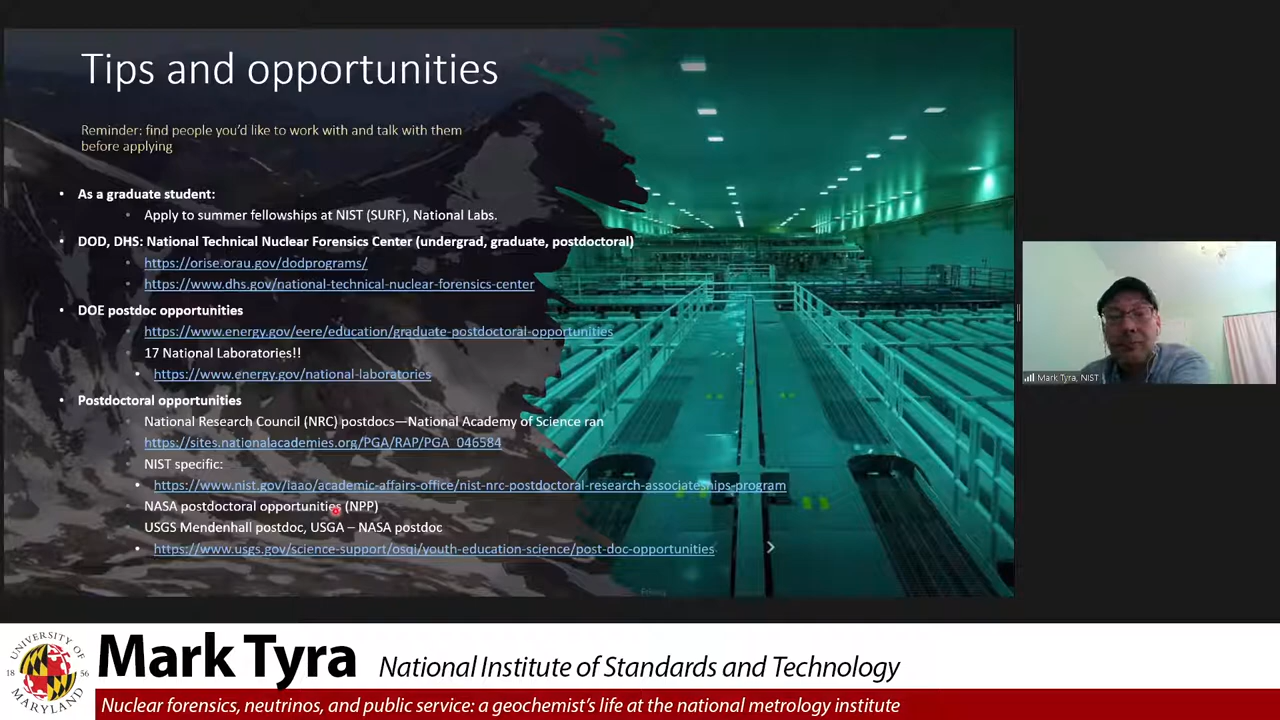 Tips and opportunities
Reminder: find people you'd like to work with and talk with them
before applying
• As a graduate student:
Apply to summer fellowships at NIST (SURF), National Labs.
• DOD, DHS: National Technical Nuclear Forensics Center (undergrad, graduate, postdoctoral)
https://orise.orau.gov/dodprograms/
https://www.dhs.gov/national-technical-nuclear-forensics-center
• DOE postdoc opportunities
https://www.energy.gov/eere/education/graduate-postdoctoral-opportunities
17 National Laboratories!!
• https://www.energy.gov/national-laboratories
• Postdoctoral opportunities
National Research Council (NRC) postdocs—National Academy of Science ran
https://sites.nationalacademies.org/PGA/RAP/PGA_046584
NIST specific:
• https://www.nist.gov/iaao/academic-affairs-office/nist-nrc-postdoctoral-research-associateships-program
NASA postdoctoral opportunities (NPP)
USGS Mendenhall postdoc, USGA – NASA postdoc
• https://www.usgs.gov/science-support/osqi/youth-education-science/post-doc-opportunities
Mark Tyra, NIST
UNIVERSITY OF MARYLAND
18 56
Mark Tyra National Institute of Standards and Technology
Nuclear forensics, neutrinos, and public service: a geochemist's life at the national metrology institute